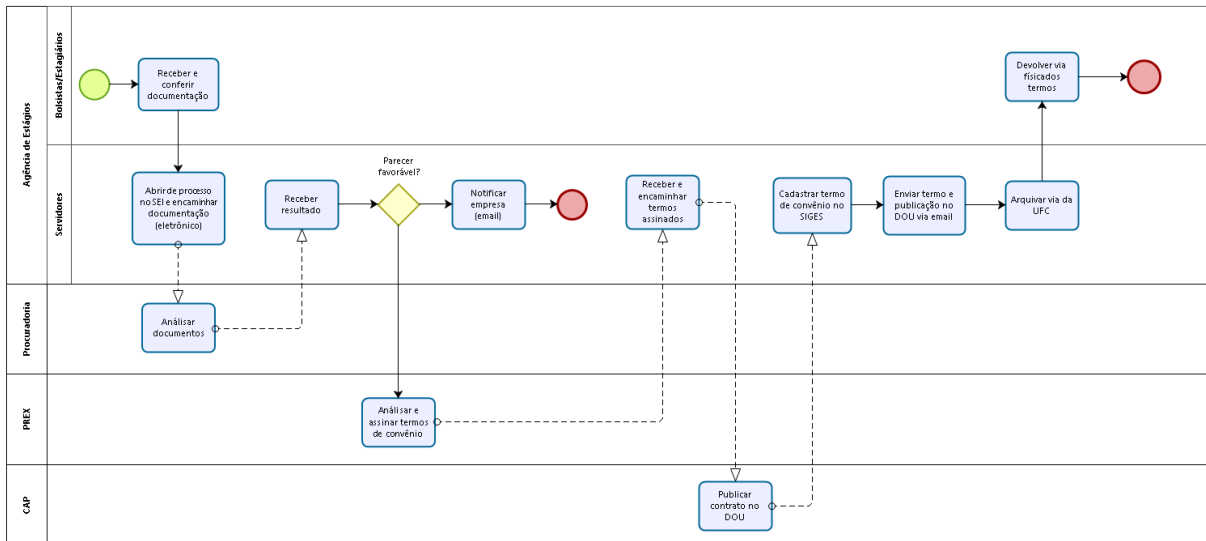 Agência de Estágios
Bolsistas/Estagiários
Receber e
conferir
documentação
Devolver via
físicados
termos
Servidores
Abrir de processo
no SEI e encaminhar
documentação
(eletrônico)
Receber
resultado
Parecer
favorável?
Notificar
empresa
(email)
Receber e
encaminhar
termos
assinados
Cadastrar termo
de convênio no
SIGES
Enviar termo e
publicação no
DOU via email
Arquivar via da
UFC
Procuradoria
Análisar
documentos
PREX
Análisar e
assinar termos
de convênio
CAP
Publicar
contrato no
DOU